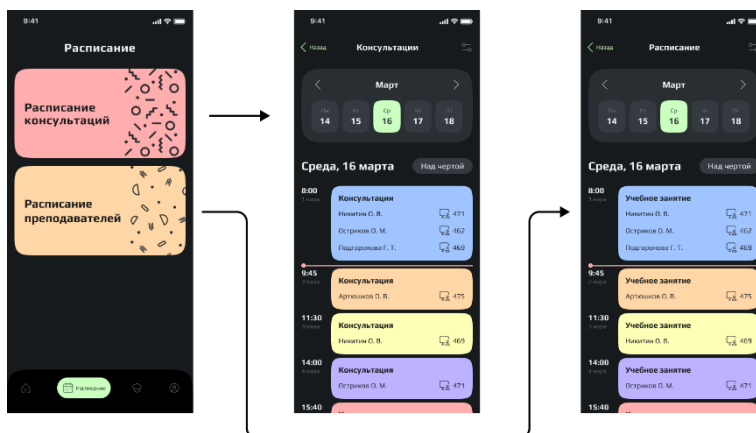 9:41
Расписание
Расписание
консультаций
Расписание
преподавателей
Расписание
9:41
Назад
Консультации
Март
Пн
Вт
Ср
Чт
Пт
14
15
16
17
18
Среда, 16 марта
Над чертой
8:00
1 пара
Консультации
Никитин О. В.
471
Остриков О. М.
462
Подгорнова Г. Т.
469
9:45
2 пара
Консультация
Артюшков О. В.
475
11:30
3 пара
Консультация
Никитин О. В.
469
14:00
4 пара
Консультация
Остриков О. М.
471
15:40
9:41
Назад
Расписание
Март
Пн
Вт
Ср
Чт
Пт
14
15
16
17
18
Среда, 16 марта
Над чертой
8:00
1 пара
Учебное занятие
Никитин О. В.
471
Остриков О. М.
462
469
9:45
2 пара
Учебное занятие
Артюшков О. В.
475
11:30
3 пара
Учебное занятие
Никитин О. В.
469
14:00
4 пара
Учебное занятие
Остриков О. М.
471
15:40